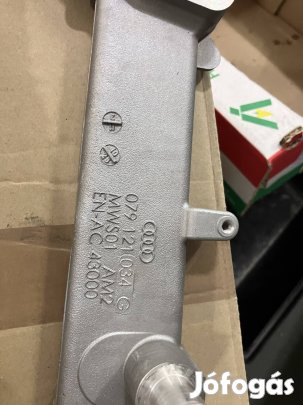 079 121 034 G
MWS01 AM2
EN-AC 43000
Jófogás